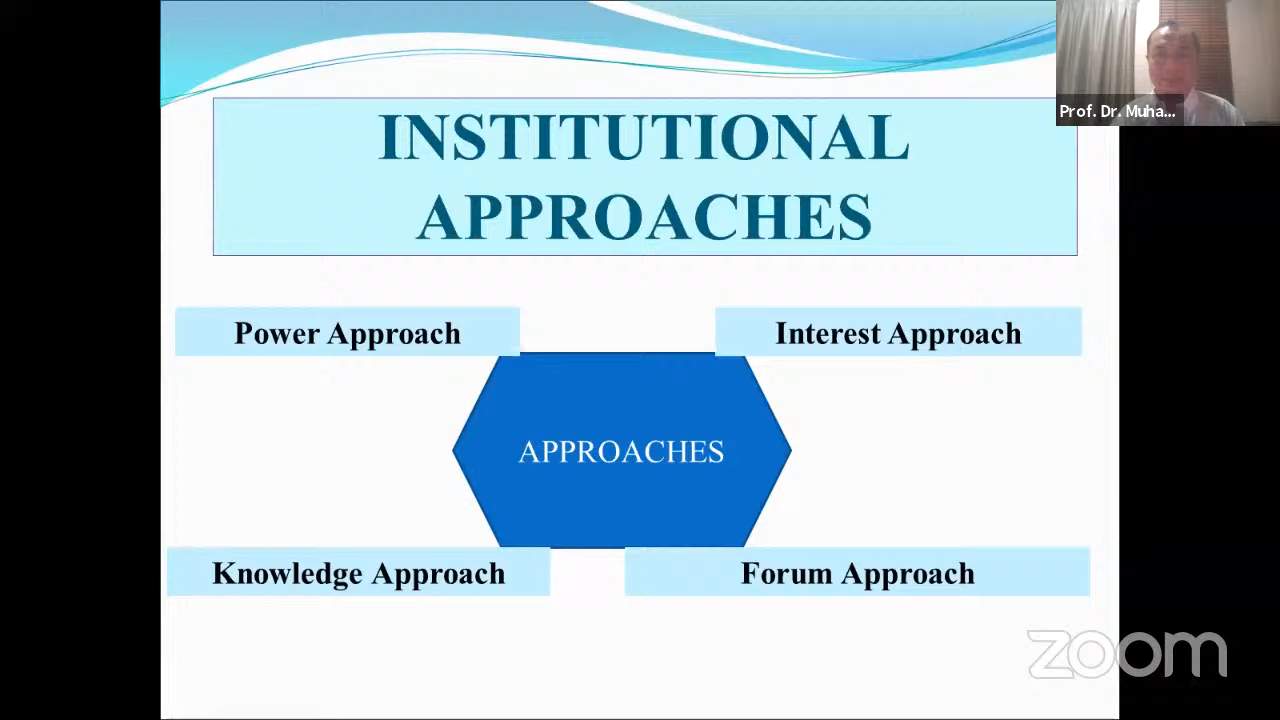 Prof. Dr. Muha...
INSTITUTIONAL
APPROACHES
Power Approach
Interest Approach
APPROACHES
Knowledge Approach
Forum Approach
zoom